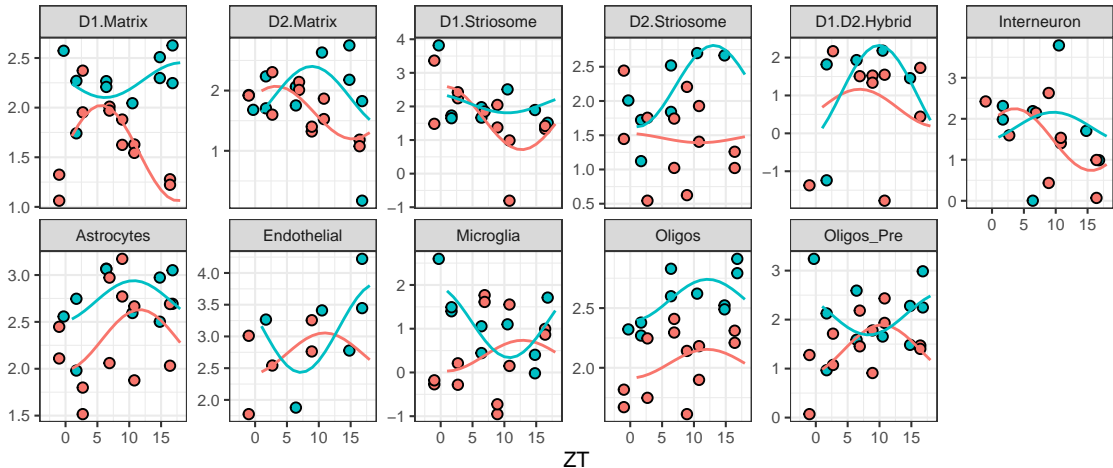 D1.Matrix D2.Matrix D1.Striosome D2.Striosome D1.D2.Hybrid Interneuron
2.5 2.0 1.5 1.0
2 1
4 3 2 1 0 −1
2.5 2.0 1.5 1.0 0.5
2 1 0 −1
3 2 1 0
0 5 10 15
Astrocytes Endothelial Microglia Oligos Oligos_Pre
3.0 2.5 2.0 1.5
4.0 3.5 3.0 2.5 2.0
2 1 0 −1
2.5 2.0
3 2 1 0
0 5 10 15 0 5 10 15 0 5 10 15 0 5 10 15 0 5 10 15
ZT